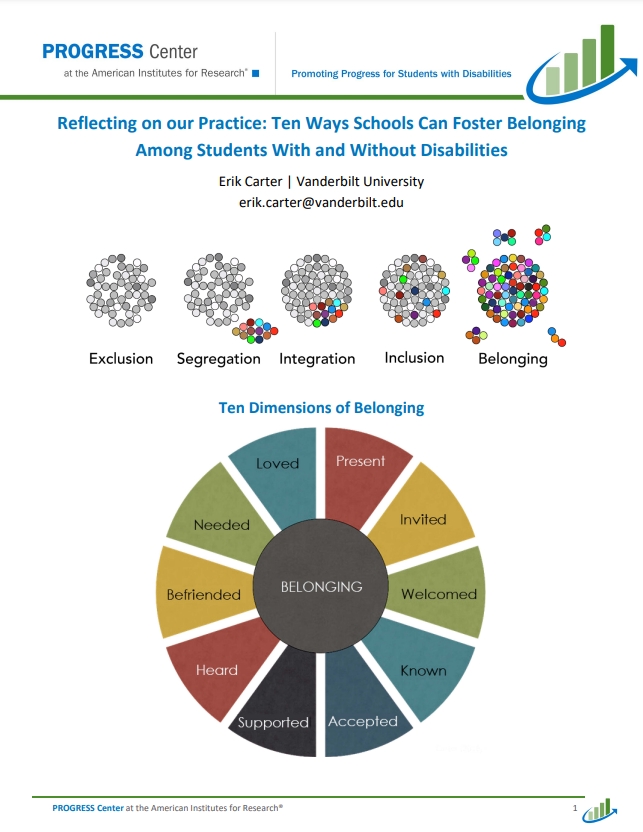 PROGRESS Center
at the American Institutes for Research®
Promoting Progress for Students with Disabilities
Reflecting on our Practice: Ten Ways Schools Can Foster Belonging
Among Students With and Without Disabilities
Erik Carter | Vanderbilt University
erik.carter@vanderbilt.edu
Exclusion Segregation Integration Inclusion Belonging
Ten Dimensions of Belonging
Present
Invited
Welcomed
Known
Accepted
Supported
Heard
Befriended
Needed
Loved
BELONGING
PROGRESS Center at the American Institutes for Research® 1